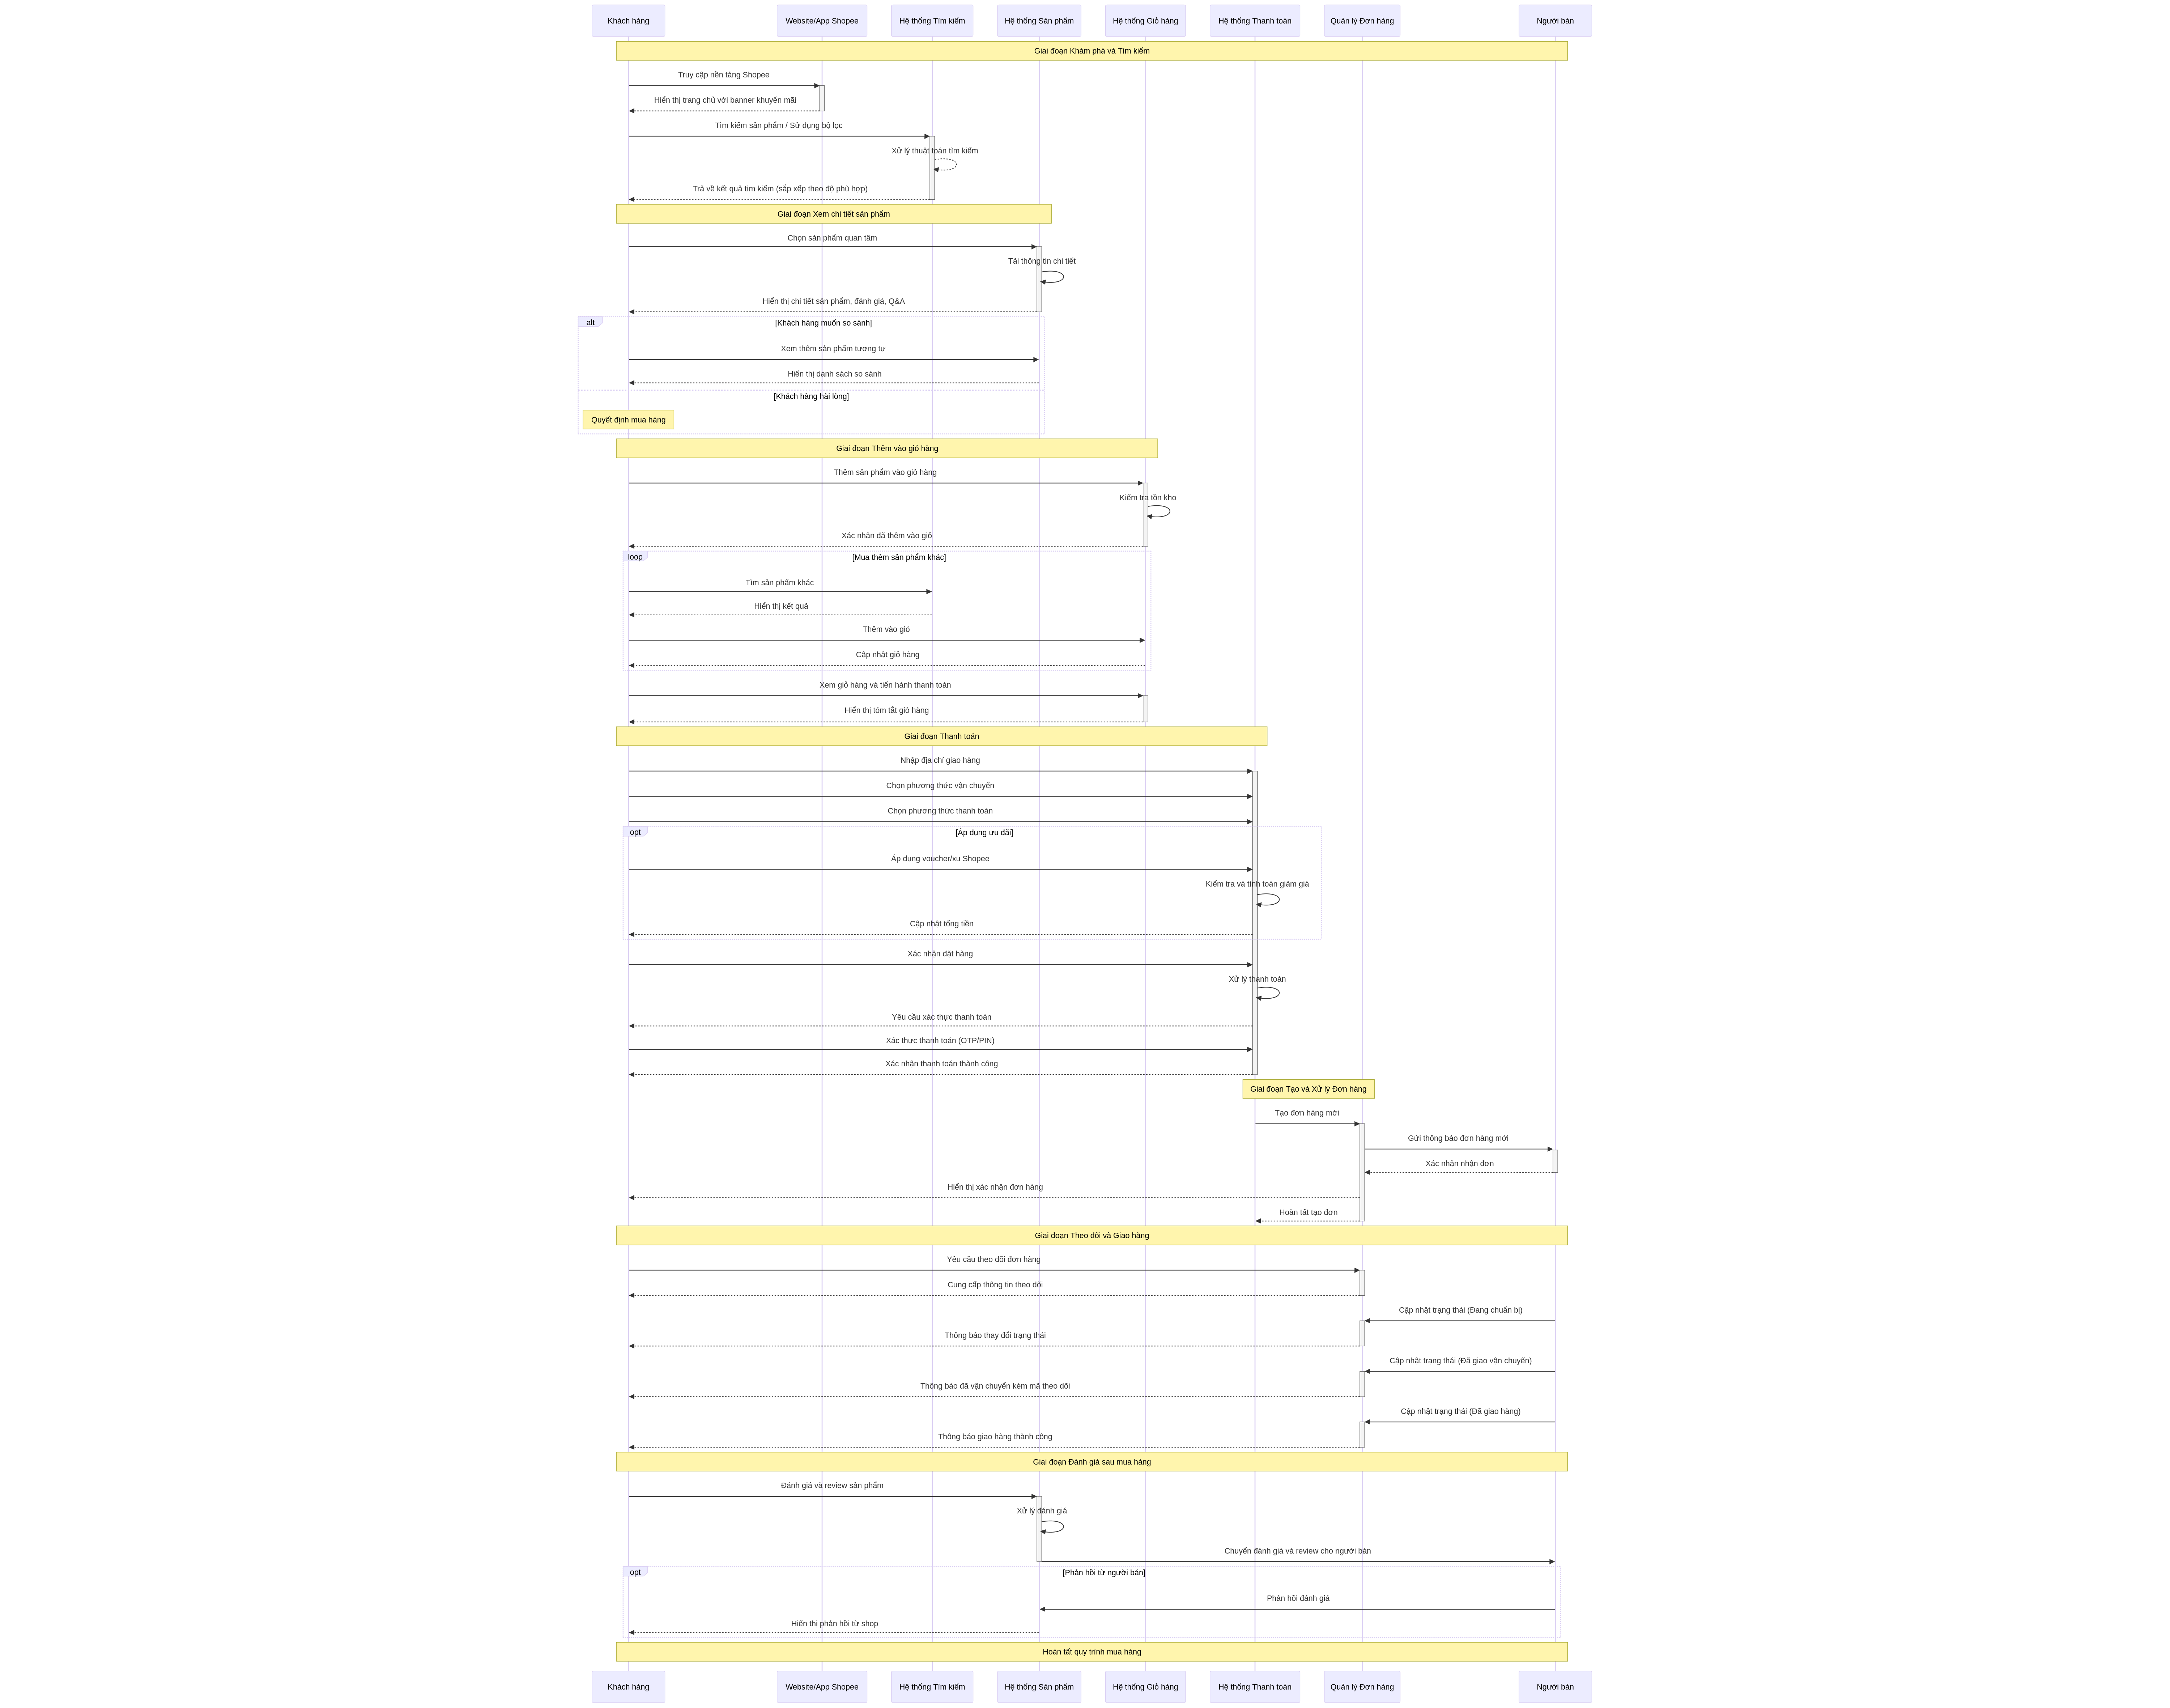 Khách hàng
Website/App Shopee
Hệ thống Tìm kiếm
Hệ thống Sản phẩm
Hệ thống Giỏ hàng
Hệ thống Thanh toán
Quản lý Đơn hàng
Người bán
Giai đoạn Khám phá và Tìm kiếm
Truy cập nền tảng Shopee
Hiển thị trang chủ với banner khuyến mãi
Tìm kiếm sản phẩm / Sử dụng bộ lọc
Xử lý thuật toán tìm kiếm
Trả về kết quả tìm kiếm (sắp xếp theo độ phù hợp)
Giai đoạn Xem chi tiết sản phẩm
Chọn sản phẩm quan tâm
Tải thông tin chi tiết
Hiển thị chi tiết sản phẩm, đánh giá, Q&A
alt
[Khách hàng muốn so sánh]
Xem thêm sản phẩm tương tự
Hiển thị danh sách so sánh
[Khách hàng hài lòng]
Quyết định mua hàng
Giai đoạn Thêm vào giỏ hàng
Thêm sản phẩm vào giỏ hàng
Kiểm tra tồn kho
Xác nhận đã thêm vào giỏ
loop
[Mua thêm sản phẩm khác]
Tìm sản phẩm khác
Hiển thị kết quả
Thêm vào giỏ
Cập nhật giỏ hàng
Xem giỏ hàng và tiến hành thanh toán
Hiển thị tóm tắt giỏ hàng
Giai đoạn Thanh toán
Nhập địa chỉ giao hàng
Chọn phương thức vận chuyển
Chọn phương thức thanh toán
opt
[Áp dụng ưu đãi]
Áp dụng voucher/xu Shopee
Kiểm tra và tính toán giảm giá
Cập nhật tổng tiền
Xác nhận đặt hàng
Xử lý thanh toán
Yêu cầu xác thực thanh toán
Xác thực thanh toán (OTP/PIN)
Xác nhận thanh toán thành công
Giai đoạn Tạo và Xử lý Đơn hàng
Tạo đơn hàng mới
Gửi thông báo đơn hàng mới
Xác nhận nhận đơn
Hiển thị xác nhận đơn hàng
Hoàn tất tạo đơn
Giai đoạn Theo dõi và Giao hàng
Yêu cầu theo dõi đơn hàng
Cung cấp thông tin theo dõi
Cập nhật trạng thái (Đang chuẩn bị)
Thông báo thay đổi trạng thái
Cập nhật trạng thái (Đã giao vận chuyển)
Thông báo đã vận chuyển kèm mã theo dõi
Cập nhật trạng thái (Đã giao hàng)
Thông báo giao hàng thành công
Giai đoạn Đánh giá sau mua hàng
Đánh giá và review sản phẩm
Xử lý đánh giá
Chuyển đánh giá và review cho người bán
opt
[Phản hồi từ người bán]
Phản hồi đánh giá
Hiển thị phản hồi từ shop
Hoàn tất quy trình mua hàng
Khách hàng
Website/App Shopee
Hệ thống Tìm kiếm
Hệ thống Sản phẩm
Hệ thống Giỏ hàng
Hệ thống Thanh toán
Quản lý Đơn hàng
Người bán